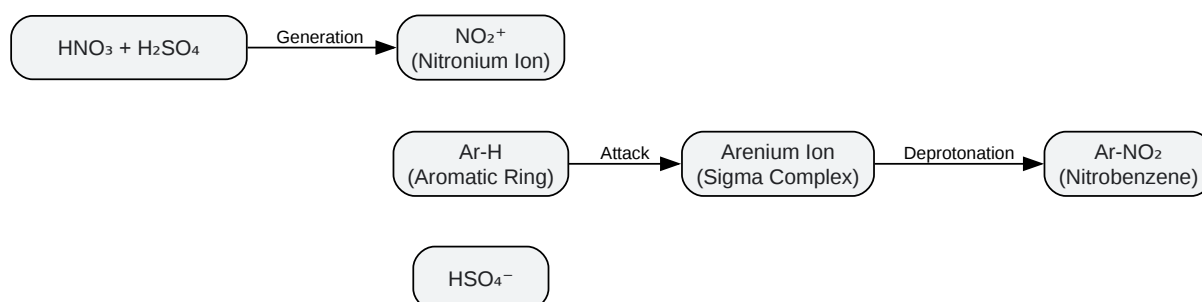 HNO₃ + H₂SO₄
Generation
NO₂⁺
(Nitronium Ion)
Ar-H
(Aromatic Ring)
Attack
Arenium Ion
(Sigma Complex)
Deprotonation
Ar-NO₂
(Nitrobenzene)
HSO₄⁻